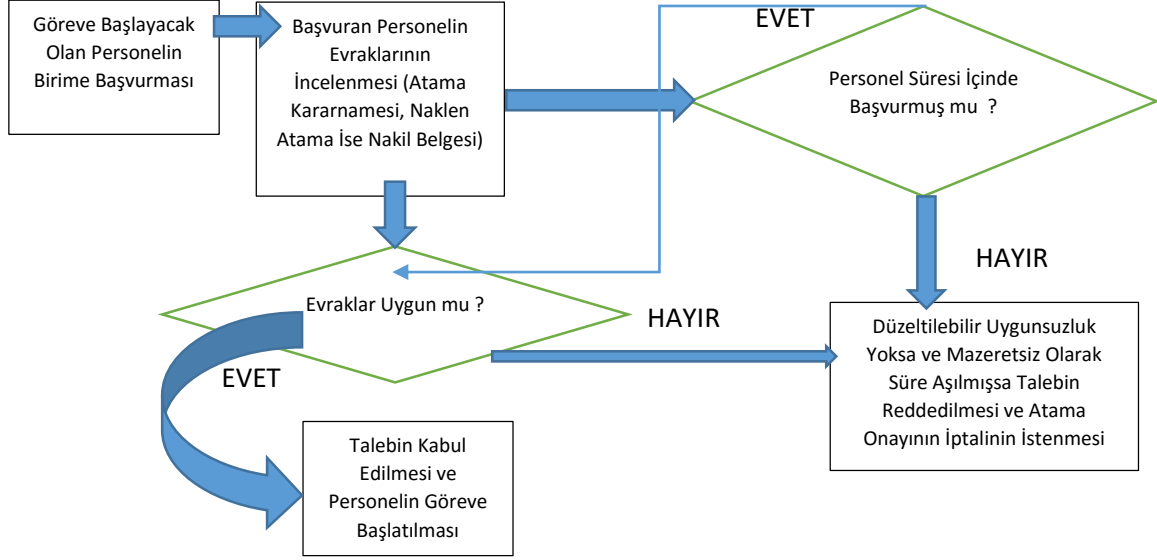 Göreve Başlayacak
Olan Personelin
Birime Başvurması
Başvuran Personelin
Evraklarının
İncelenmesi (Atama
Kararnamesi, Naklen
Atama İse Nakil Belgesi)
EVET
Personel Süresi İçinde
Başvurmuş mu ?
HAYIR
Evraklar Uygun mu ?
HAYIR
EVET
Düzeltilebilir Uygunsuzluk
Yoksa ve Mazeretsiz Olarak
Süre Aşılmışsa Talebin
Reddedilmesi ve Atama
Onayının İptalinin İstenmesi
Talebin Kabul
Edilmesi ve
Personelin Göreve
Başlatılması